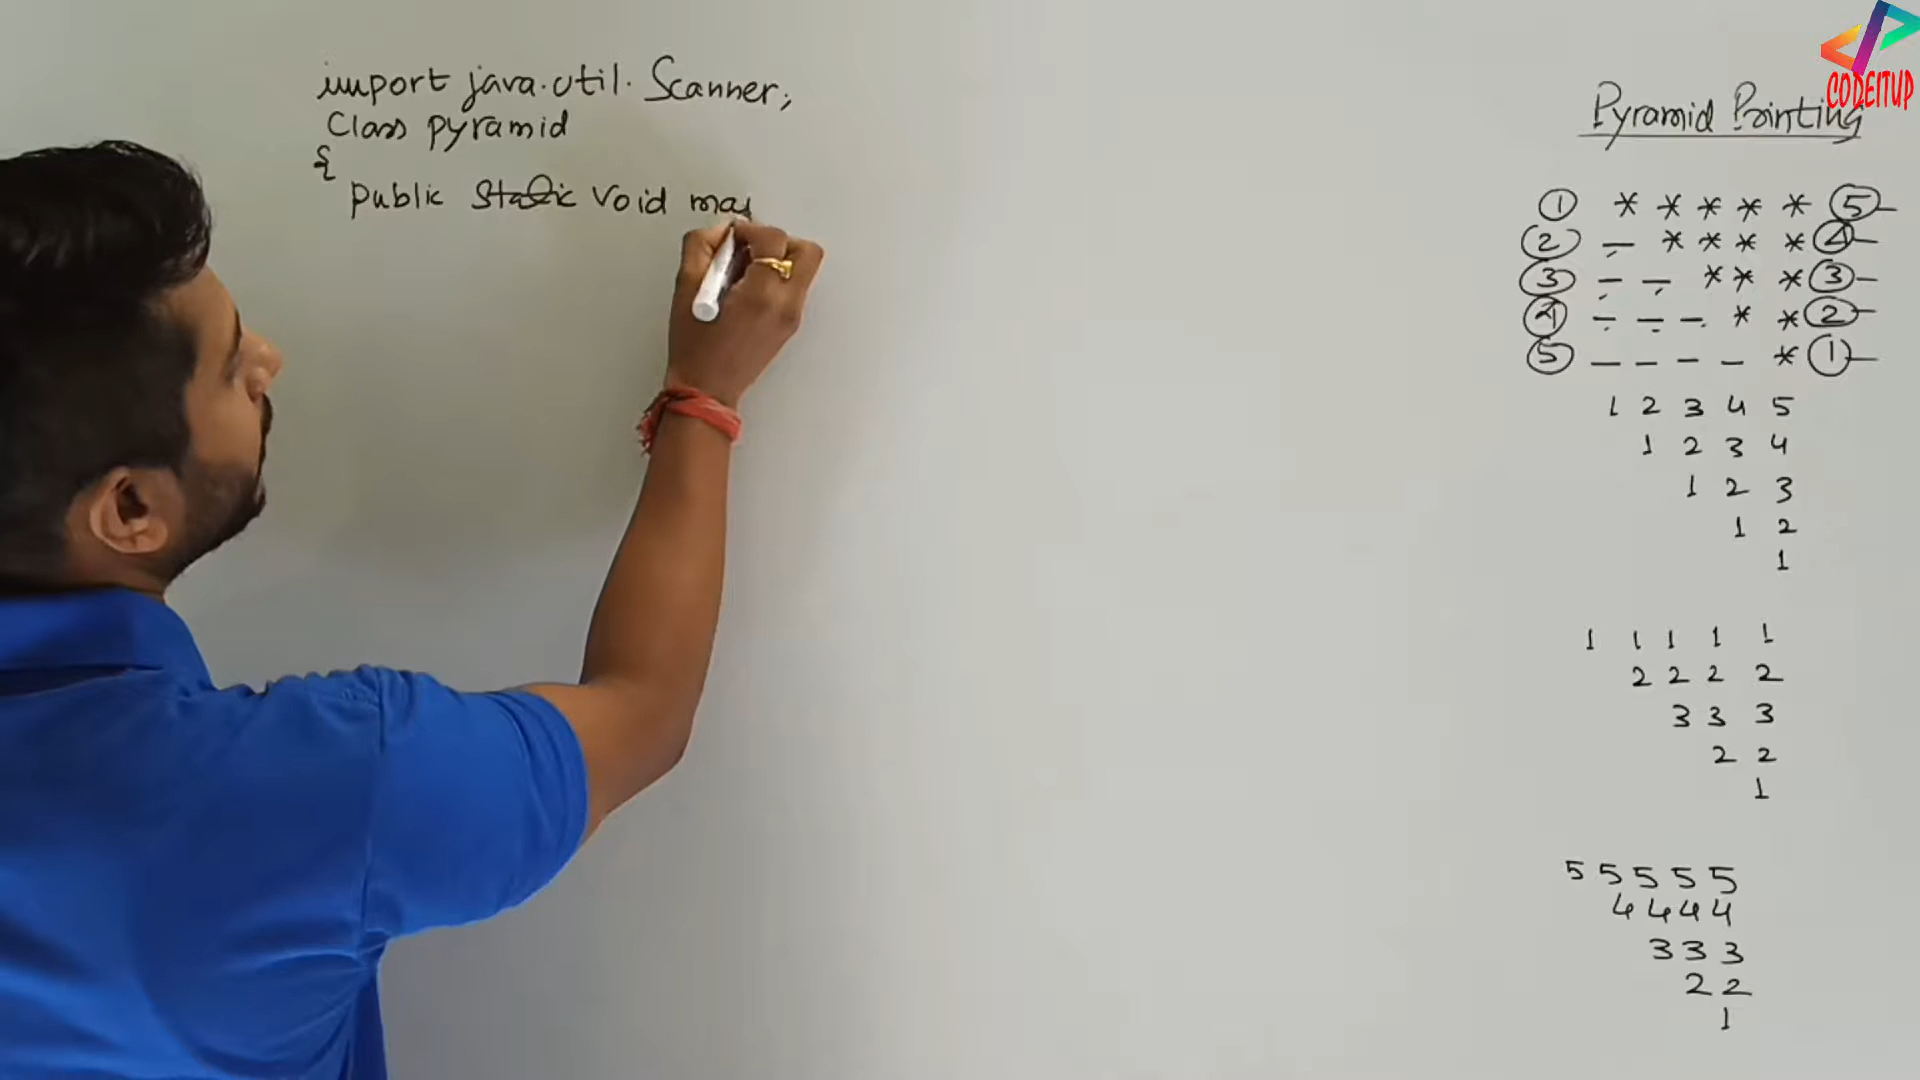 import java.util.Scanner;
Class pyramid
{
public Static void mai
CODEITUP
Pyramid Printing
① * * * * * ⑤ —
② — * * * * ④ —
③ — — * * * ③ —
④ — — — * * ② —
⑤ — — — — * ① —
1 2 3 4 5
1 2 3 4
1 2 3
1 2
1
1 1 1 1 1
2 2 2 2
3 3 3
2 2
1
5 5 5 5 5
4 4 4 4
3 3 3
2 2
1